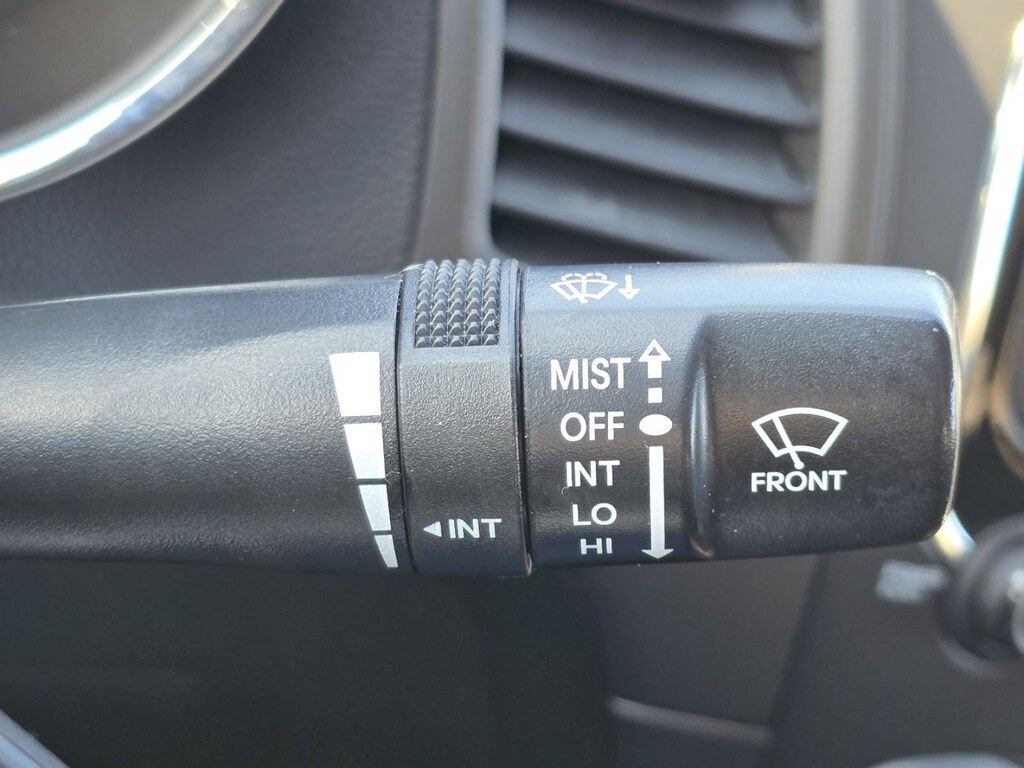 MIST
OFF
INT
LO
HI
INT
FRONT